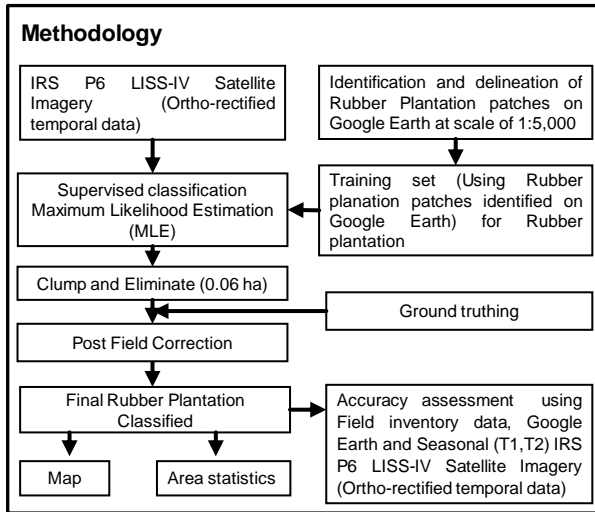 Methodology
IRS P6 LISS-IV Satellite
Imagery (Ortho-rectified
temporal data)
Identification and delineation of
Rubber Plantation patches on
Google Earth at scale of 1:5,000
Supervised classification
Maximum Likelihood Estimation
(MLE)
Training set (Using Rubber
planation patches identified on
Google Earth) for Rubber
plantation
Clump and Eliminate (0.06 ha)
Ground truthing
Post Field Correction
Final Rubber Plantation
Classified
Accuracy assessment using
Field inventory data, Google
Earth and Seasonal (T1,T2) IRS
P6 LISS-IV Satellite Imagery
(Ortho-rectified temporal data)
Map
Area statistics